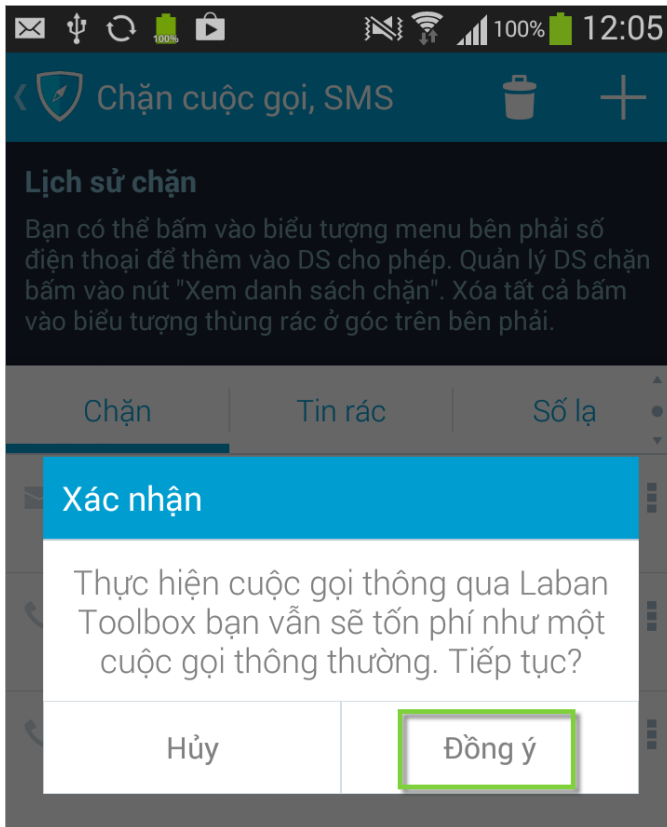 100% 100% 12:05
Chặn cuộc gọi, SMS
Lịch sử chặn
Bạn có thể bấm vào biểu tượng menu bên phải số
điện thoại để thêm vào DS cho phép. Quản lý DS chặn
bấm vào nút "Xem danh sách chặn". Xóa tất cả bấm
vào biểu tượng thùng rác ở góc trên bên phải.
Chặn Tin rác Số lạ
Xác nhận
Thực hiện cuộc gọi thông qua Laban
Toolbox bạn vẫn sẽ tốn phí như một
cuộc gọi thông thường. Tiếp tục?
Hủy Đồng ý